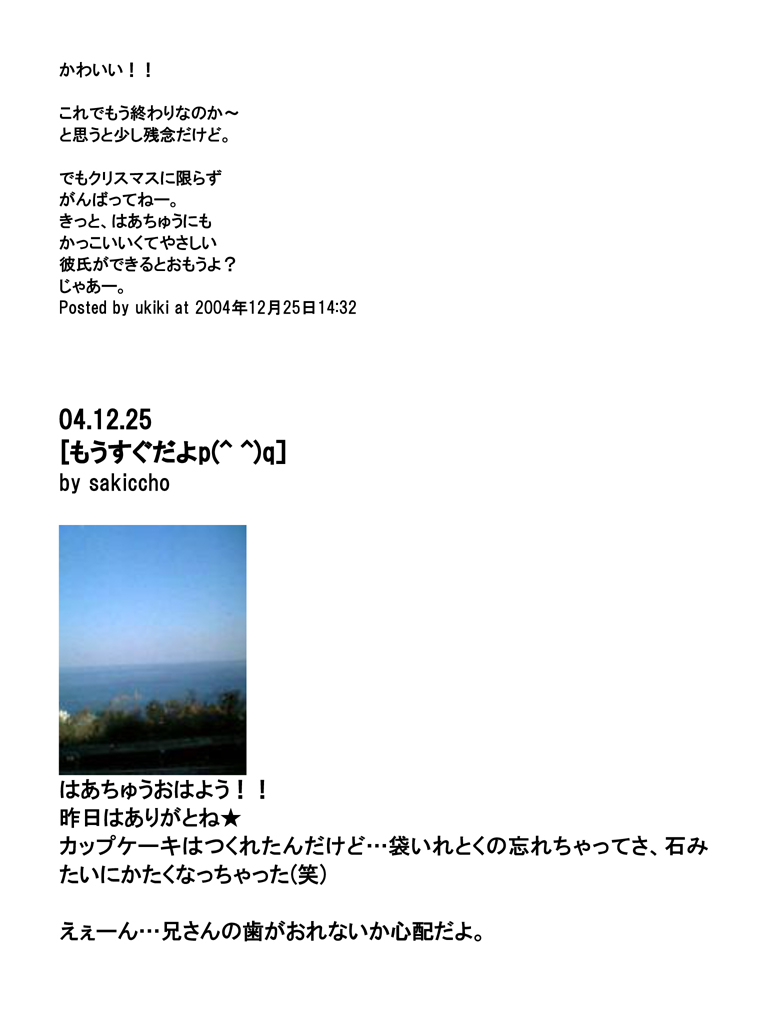 かわいい！！
これでもう終わりなのか～
と思うと少し残念だけど。
でもクリスマスに限らず
がんばってねー。
きっと、はあちゅうにも
かっこいいくてやさしい
彼氏ができるとおもうよ？
じゃあー。
Posted by ukiki at 2004年12月25日14:32
04.12.25
[もうすぐだよp(^ ^)q]
by sakiccho
はあちゅうおはよう！！
昨日はありがとね★
カップケーキはつくれたんだけど…袋いれとくの忘れちゃってさ、石み
たいにかたくなっちゃった(笑)
えぇーん…兄さんの歯がおれないか心配だよ。